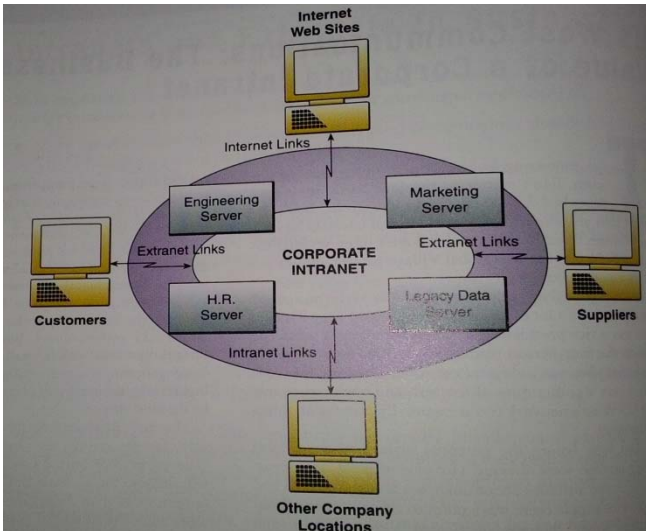 Internet
Web Sites
Internet Links
Engineering
Server
Marketing
Server
Extranet Links
CORPORATE
INTRANET
Extranet Links
Customers
H.R.
Server
Legacy Data
Server
Suppliers
Intranet Links
Other Company
Locations